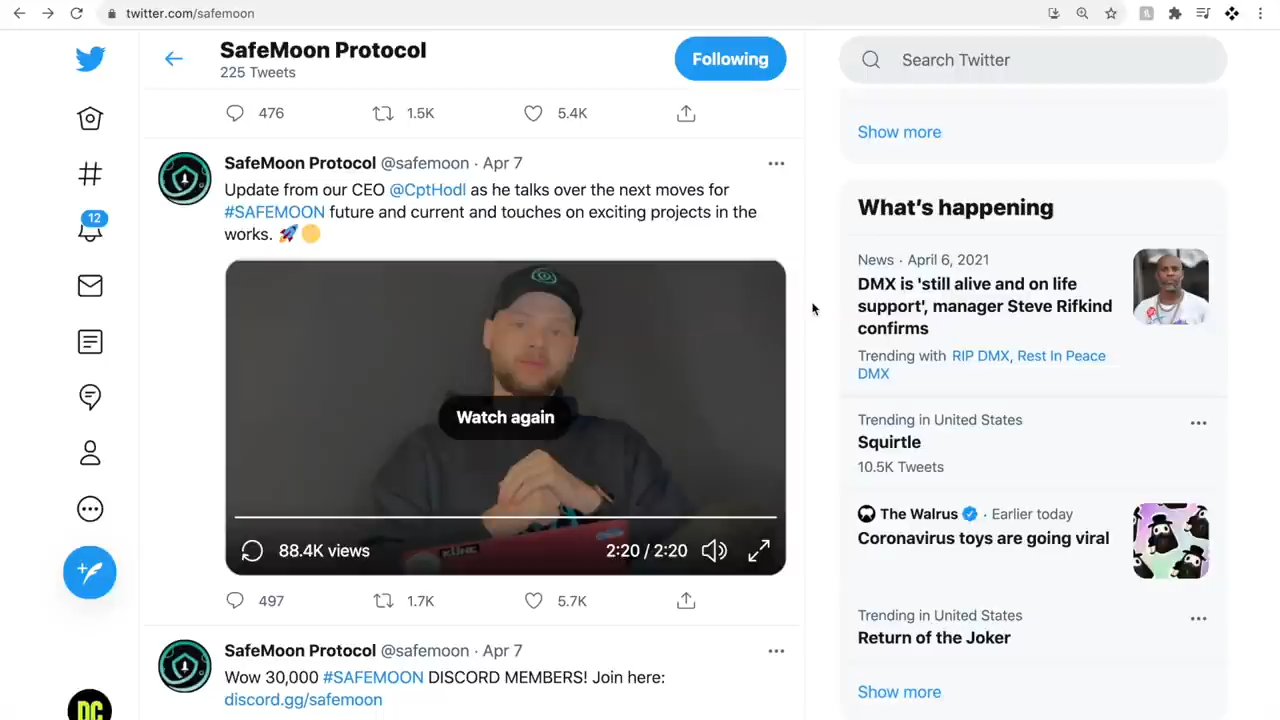 twitter.com/safemoon
SafeMoon Protocol
225 Tweets
Following
Search Twitter
476 1.5K 5.4K
Show more
SafeMoon Protocol @safemoon · Apr 7
Update from our CEO @CptHodl as he talks over the next moves for
#SAFEMOON future and current and touches on exciting projects in the
works. 🚀🌕
Watch again
88.4K views
2:20 / 2:20
497 1.7K 5.7K
SafeMoon Protocol @safemoon · Apr 7
Wow 30,000 #SAFEMOON DISCORD MEMBERS! Join here:
discord.gg/safemoon
12
DC
What's happening
News · April 6, 2021
DMX is 'still alive and on life
support', manager Steve Rifkind
confirms
Trending with RIP DMX, Rest In Peace
DMX
Trending in United States
Squirtle
10.5K Tweets
The Walrus · Earlier today
Coronavirus toys are going viral
Trending in United States
Return of the Joker
Show more